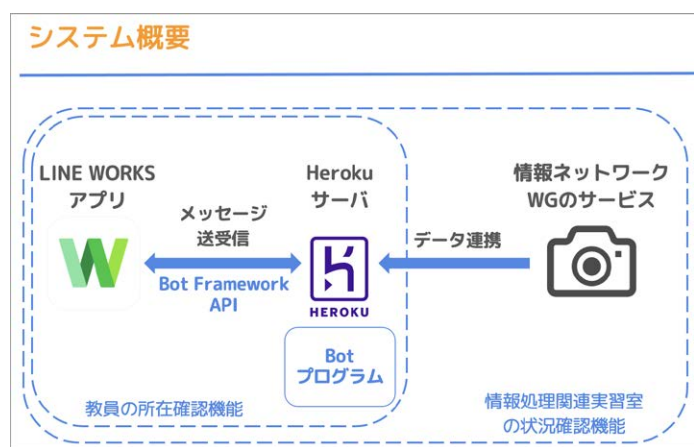 システム概要
LINE WORKS
アプリ
メッセージ
送受信
Bot Framework
API
Heroku
サーバ
HEROKU
Bot
プログラム
データ連携
情報ネットワーク
WGのサービス
教員の所在確認機能
情報処理関連実習室
の状況確認機能